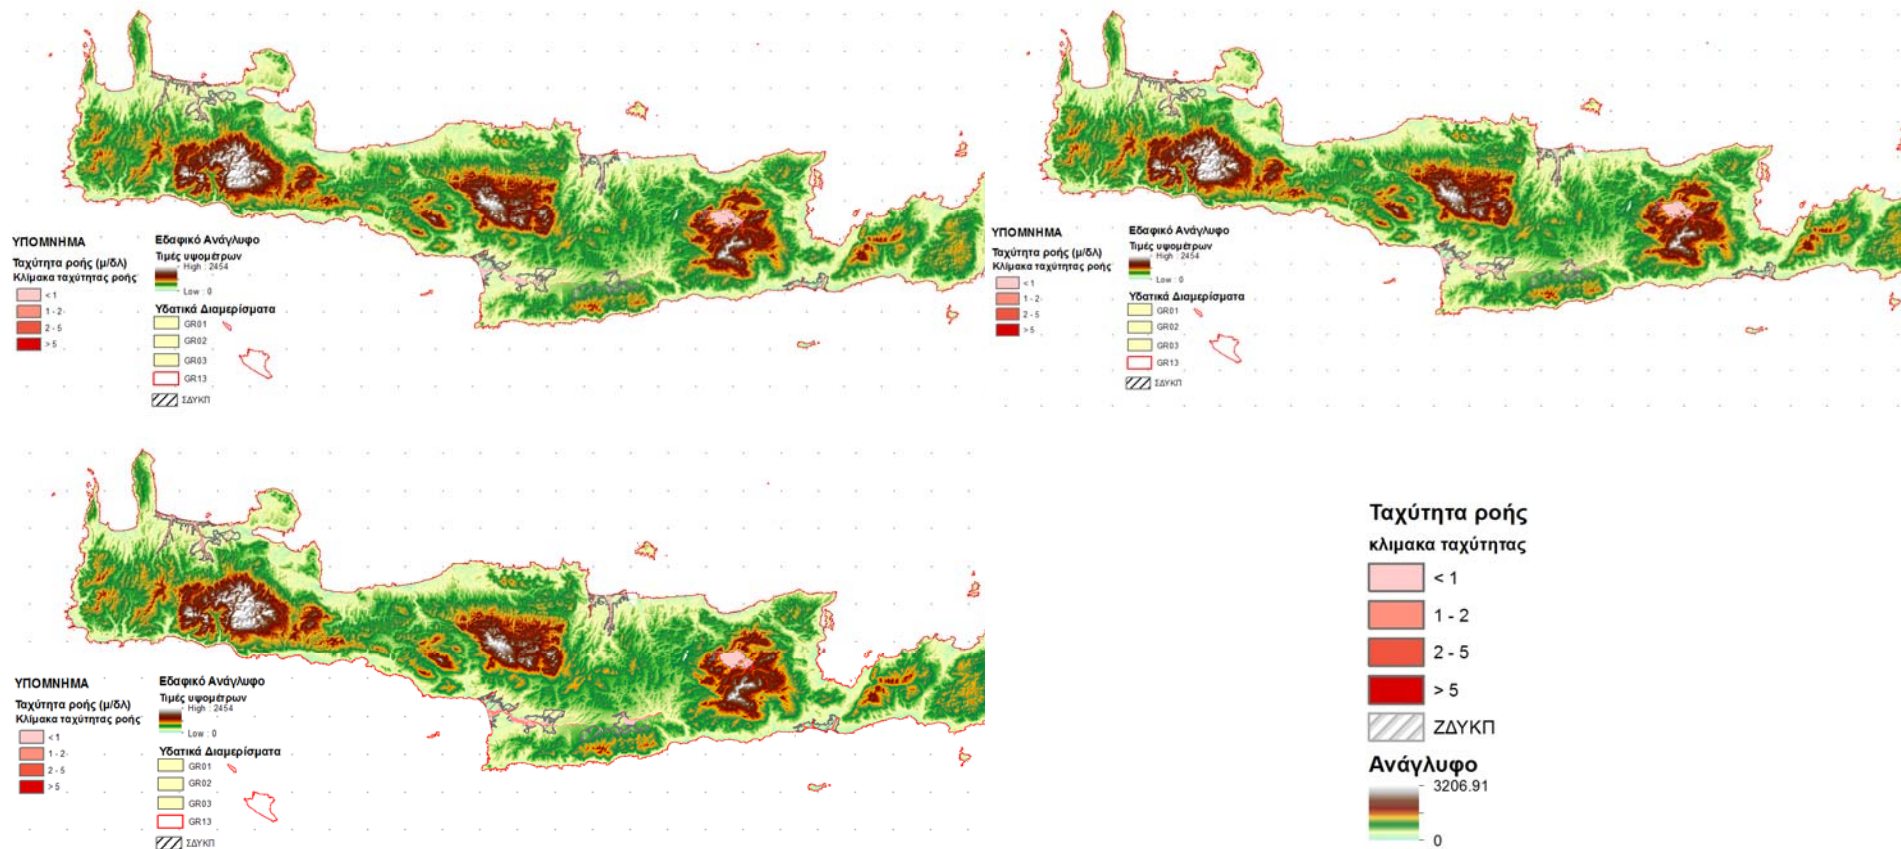 ΥΠΟΜΝΗΜΑ
Ταχύτητα ροής (μ/δλ)
Κλίμακα ταχύτητας ροής
< 1
1 - 2
2 - 5
> 5
Εδαφικό Ανάγλυφο
Τιμές υψομέτρων
High : 2454
Low : 0
Υδατικά Διαμερίσματα
GR01
GR02
GR03
GR13
ΣΔΥΚΠ
ΥΠΟΜΝΗΜΑ
Ταχύτητα ροής (μ/δλ)
Κλίμακα ταχύτητας ροής
< 1
1 - 2
2 - 5
> 5
Εδαφικό Ανάγλυφο
Τιμές υψομέτρων
High : 2454
Low : 0
Υδατικά Διαμερίσματα
GR01
GR02
GR03
GR13
ΣΔΥΚΠ
ΥΠΟΜΝΗΜΑ
Ταχύτητα ροής (μ/δλ)
Κλίμακα ταχύτητας ροής
< 1
1 - 2
2 - 5
> 5
Εδαφικό Ανάγλυφο
Τιμές υψομέτρων
High : 2454
Low : 0
Υδατικά Διαμερίσματα
GR01
GR02
GR03
GR13
ΣΔΥΚΠ
Ταχύτητα ροής
κλιμακα ταχύτητας
< 1
1 - 2
2 - 5
> 5
ΖΔΥΚΠ
Ανάγλυφο
3206.91
0